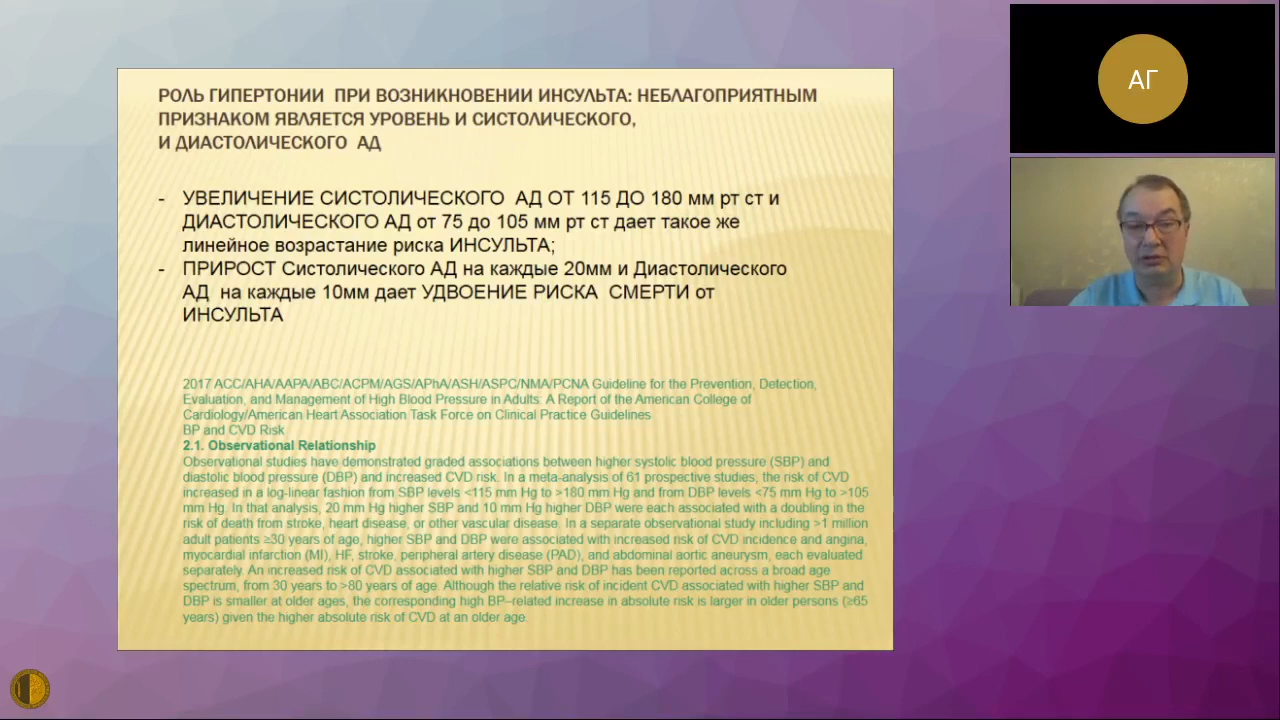 РОЛЬ ГИПЕРТОНИИ ПРИ ВОЗНИКНОВЕНИИ ИНСУЛЬТА: НЕБЛАГОПРИЯТНЫМ
ПРИЗНАКОМ ЯВЛЯЕТСЯ УРОВЕНЬ И СИСТОЛИЧЕСКОГО,
И ДИАСТОЛИЧЕСКОГО АД
- УВЕЛИЧЕНИЕ СИСТОЛИЧЕСКОГО АД ОТ 115 ДО 180 мм рт ст и
ДИАСТОЛИЧЕСКОГО АД от 75 до 105 мм рт ст дает такое же
линейное возрастание риска ИНСУЛЬТА;
- ПРИРОСТ Систолического АД на каждые 20мм и Диастолического
АД на каждые 10мм дает УДВОЕНИЕ РИСКА СМЕРТИ от
ИНСУЛЬТА
2017 ACC/AHA/AAPA/ABC/ACPM/AGS/APhA/ASH/ASPC/NMA/PCNA Guideline for the Prevention, Detection,
Evaluation, and Management of High Blood Pressure in Adults: A Report of the American College of
Cardiology/American Heart Association Task Force on Clinical Practice Guidelines
BP and CVD Risk
2.1. Observational Relationship
Observational studies have demonstrated graded associations between higher systolic blood pressure (SBP) and
diastolic blood pressure (DBP) and increased CVD risk. In a meta-analysis of 61 prospective studies, the risk of CVD
increased in a log-linear fashion from SBP levels <115 mm Hg to >180 mm Hg and from DBP levels <75 mm Hg to >105
mm Hg. In that analysis, 20 mm Hg higher SBP and 10 mm Hg higher DBP were each associated with a doubling in the
risk of death from stroke, heart disease, or other vascular disease. In a separate observational study including >1 million
adult patients ≥30 years of age, higher SBP and DBP were associated with increased risk of CVD incidence and angina,
myocardial infarction (MI), HF, stroke, peripheral artery disease (PAD), and abdominal aortic aneurysm, each evaluated
separately. An increased risk of CVD associated with higher SBP and DBP has been reported across a broad age
spectrum, from 30 years to >80 years of age. Although the relative risk of incident CVD associated with higher SBP and
DBP is smaller at older ages, the corresponding high BP–related increase in absolute risk is larger in older persons (≥65
years) given the higher absolute risk of CVD at an older age.
АГ